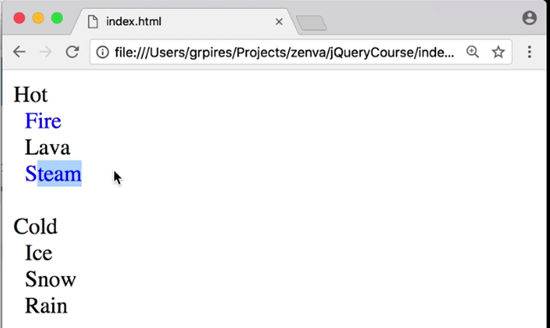 index.html
file:///Users/grpires/Projects/zenva/jQueryCourse/inde...
Hot
Fire
Lava
Steam
Cold
Ice
Snow
Rain